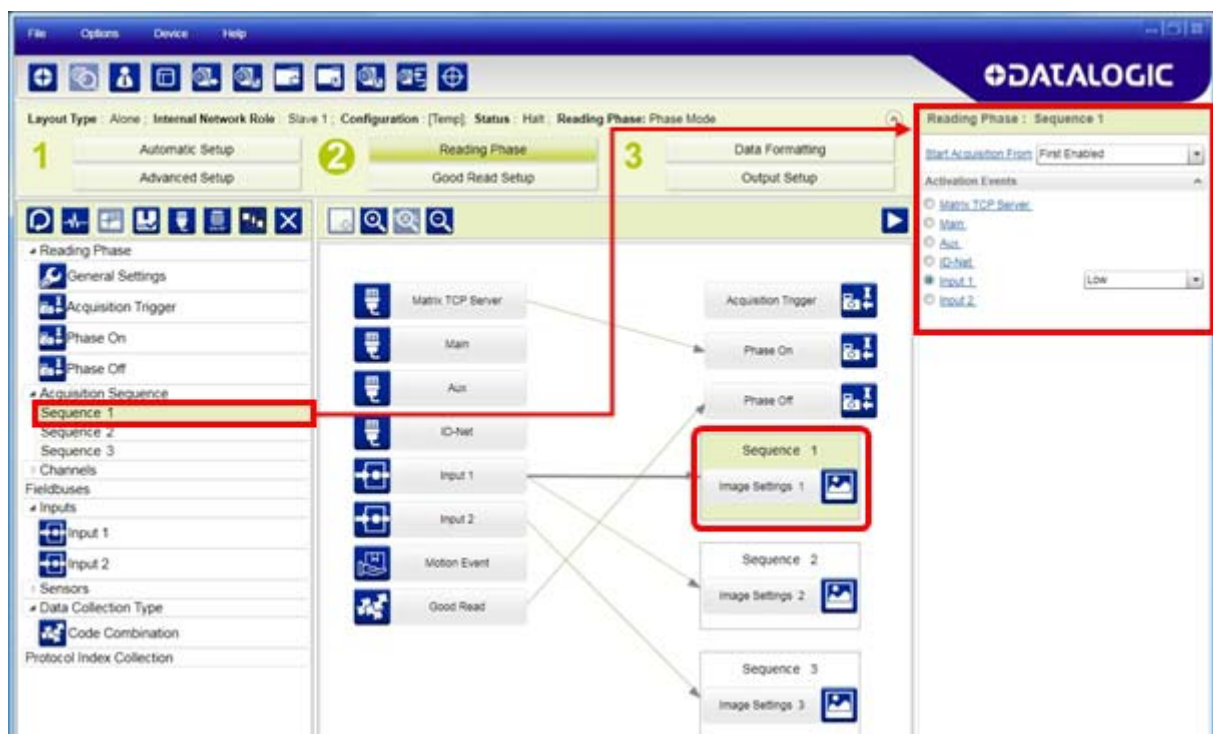 File Options Device Help
DATALOGIC
Layout Type : Alone ; Internal Network Role : Slave 1 ; Configuration : [Temp]; Status : Halt ; Reading Phase: Phase Mode
1 Automatic Setup
Advanced Setup
2 Reading Phase
Good Read Setup
3 Data Formatting
Output Setup
Reading Phase
General Settings
Acquisition Trigger
Phase On
Phase Off
Acquisition Sequence
Sequence 1
Sequence 2
Sequence 3
Channels
Fieldbuses
Inputs
Input 1
Input 2
Sensors
Data Collection Type
Code Combination
Protocol Index Collection
Matrix TCP Server
Main
Aux
ID-Net
Input 1
Input 2
Motion Event
Good Read
Acquisition Trigger
Phase On
Phase Off
Sequence 1
Image Settings 1
Sequence 2
Image Settings 2
Sequence 3
Image Settings 3
Reading Phase : Sequence 1
Start Acquisition From First Enabled
Activation Events
Matrix TCP Server
Main
Aux
ID-Net
Input 1 Low
Input 2